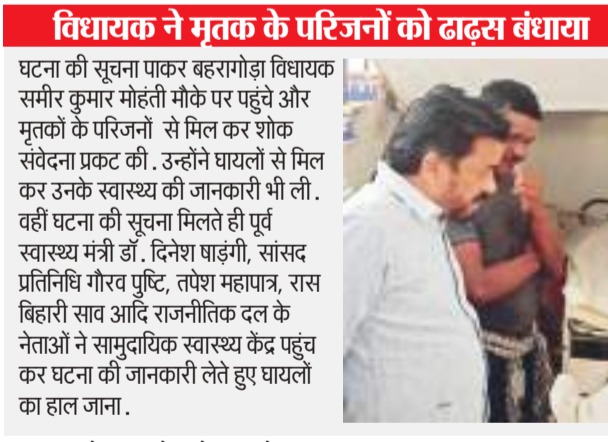 विधायक ने मृतक के परिजनों को ढाढ़स बंधाया
घटना की सूचना पाकर बहरागोड़ा विधायक
समीर कुमार मोहंती मौके पर पहुंचे और
मृतकों के परिजनों से मिल कर शोक
संवेदना प्रकट की. उन्होंने घायलों से मिल
कर उनके स्वास्थ्य की जानकारी भी ली.
वहीं घटना की सूचना मिलते ही पूर्व
स्वास्थ्य मंत्री डॉ. दिनेश षाड़ंगी, सांसद
प्रतिनिधि गौरव पुष्टि, तपेश महापात्र, रास
बिहारी साव आदि राजनीतिक दल के
नेताओं ने सामुदायिक स्वास्थ्य केंद्र पहुंच
कर घटना की जानकारी लेते हुए घायलों
का हाल जाना.